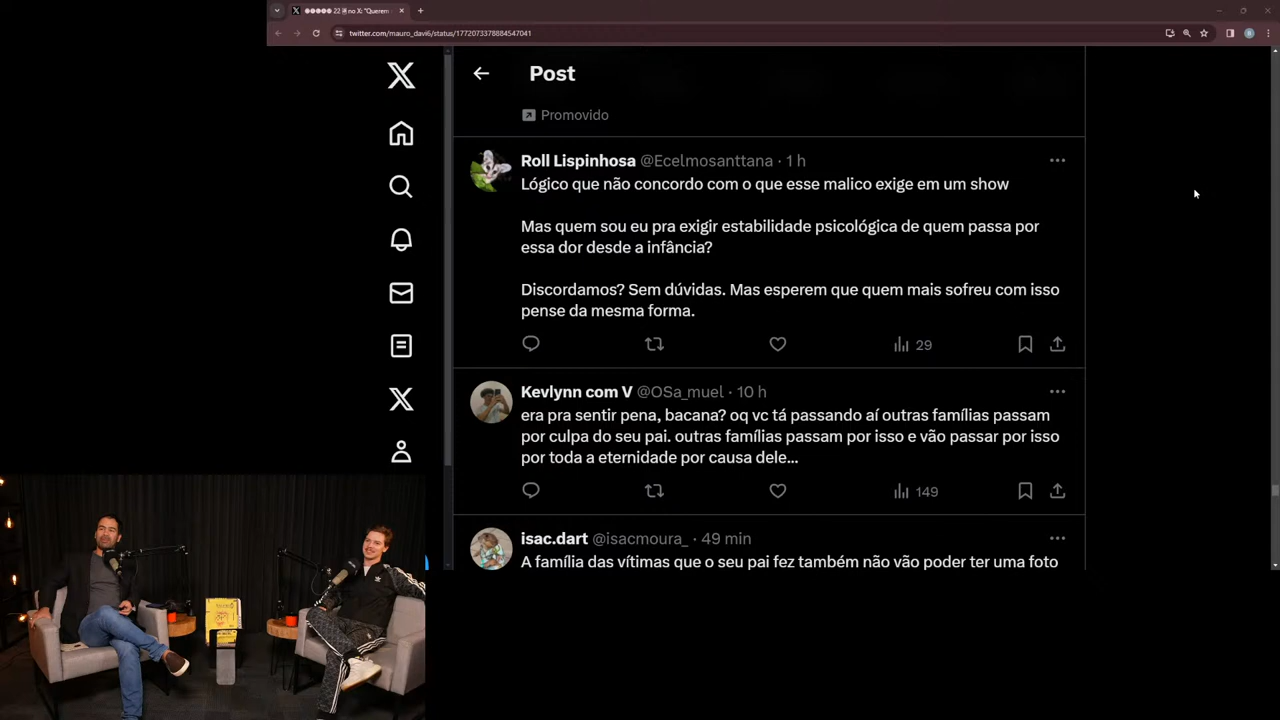 22 no X: "Querem
twitter.com/mauro_davi6/status/1772073378884547041
Post
Promovido
Roll Lispinhosa @Ecelmosanttana · 1 h
Lógico que não concordo com o que esse malico exige em um show
Mas quem sou eu pra exigir estabilidade psicológica de quem passa por
essa dor desde a infância?
Discordamos? Sem dúvidas. Mas esperem que quem mais sofreu com isso
pense da mesma forma.
29
Kevlynn com V @OSa_muel · 10 h
era pra sentir pena, bacana? oq vc tá passando aí outras famílias passam
por culpa do seu pai. outras famílias passam por isso e vão passar por isso
por toda a eternidade por causa dele...
149
isac.dart @isacmoura_ · 49 min
A família das vítimas que o seu pai fez também não vão poder ter uma foto